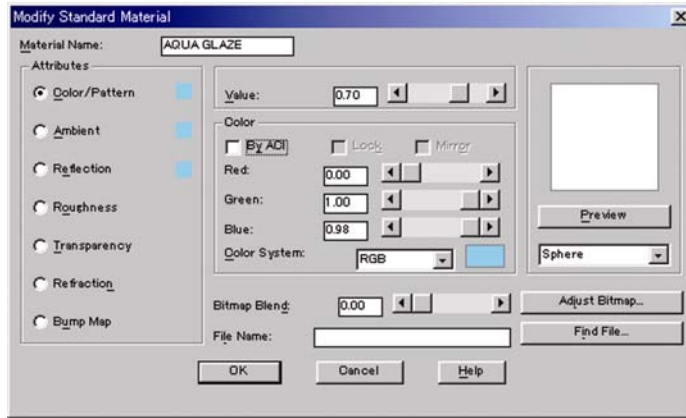 Modify Standard Material
Material Name: AQUA GLAZE
Attributes
Color/Pattern
Ambient
Reflection
Roughness
Transparency
Refraction
Bump Map
Value: 0.70
Color
By ACI Lock Mirror
Red: 0.00
Green: 1.00
Blue: 0.98
Color System: RGB
Preview
Sphere
Bitmap Blend: 0.00
Adjust Bitmap...
File Name:
Find File...
OK Cancel Help